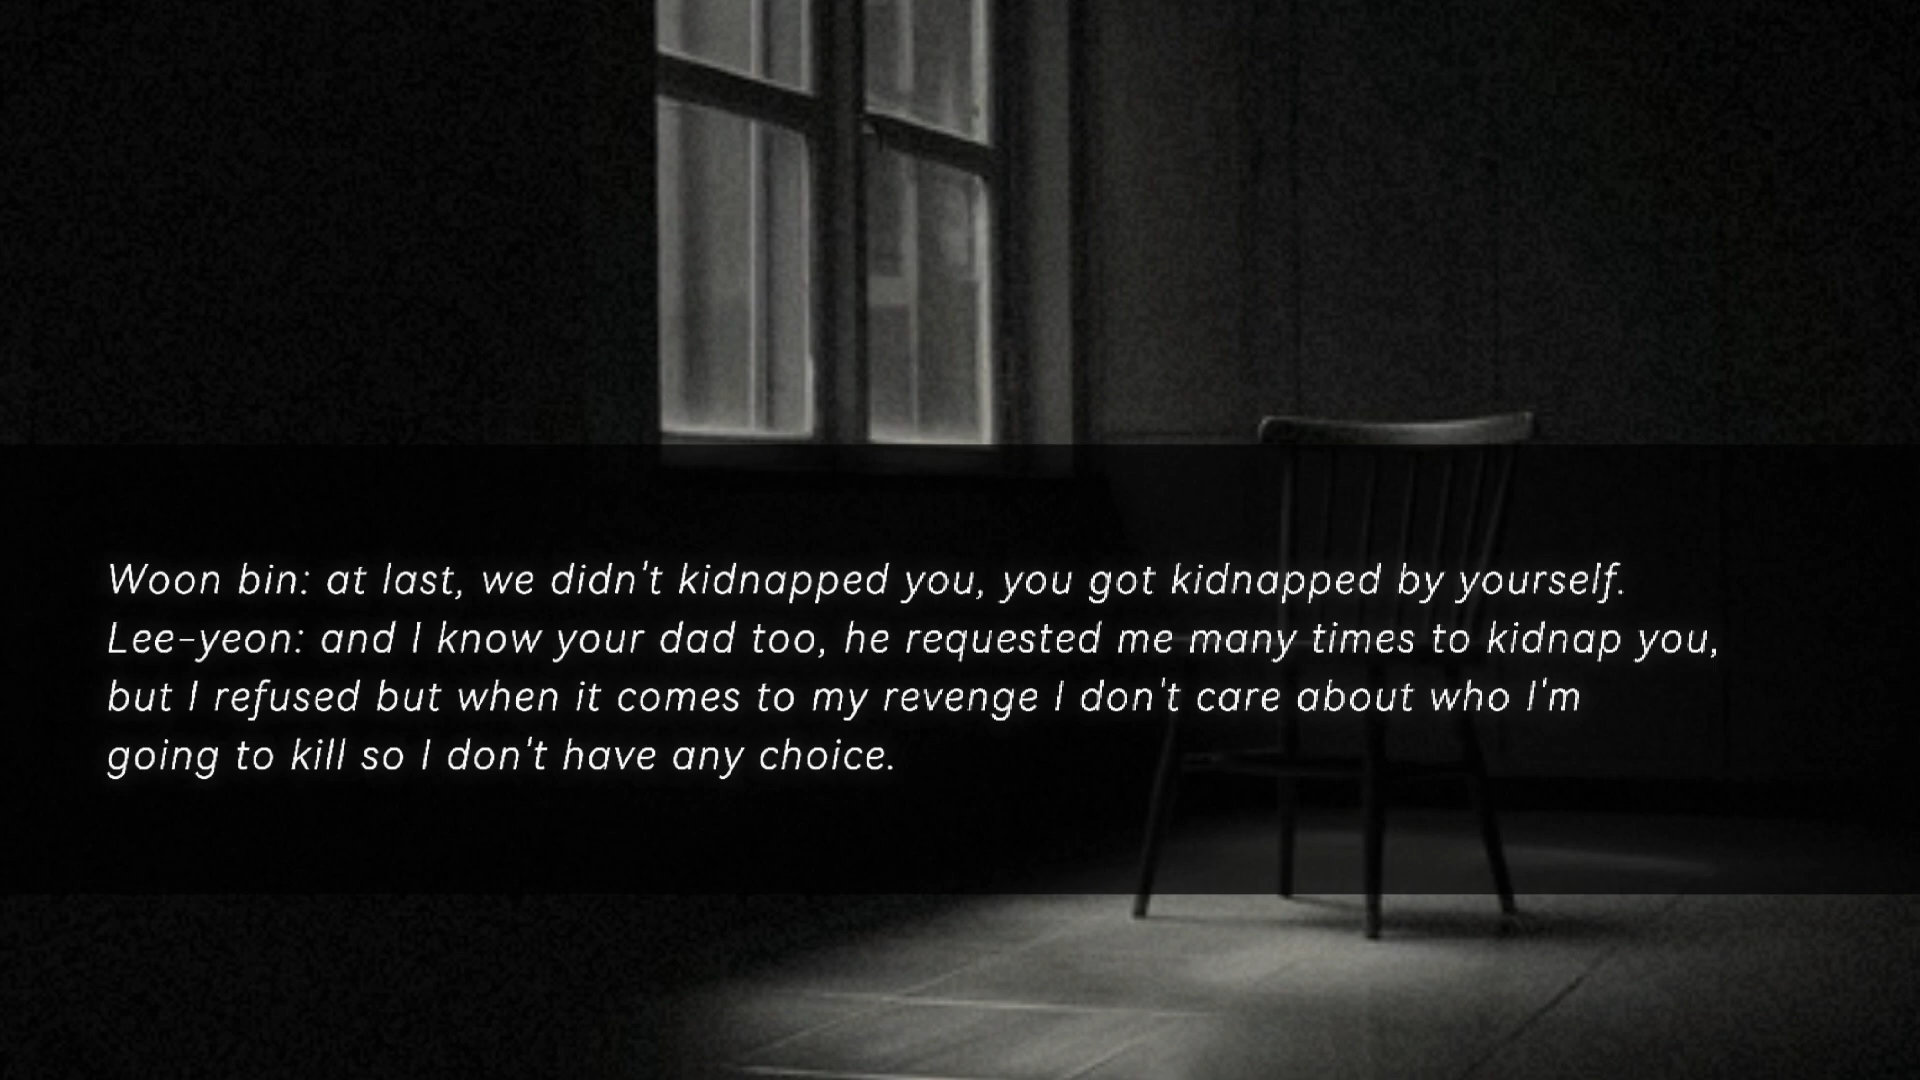 Woon bin: at last, we didn't kidnapped you, you got kidnapped by yourself.
Lee-yeon: and I know your dad too, he requested me many times to kidnap you,
but I refused but when it comes to my revenge I don't care about who I'm
going to kill so I don't have any choice.